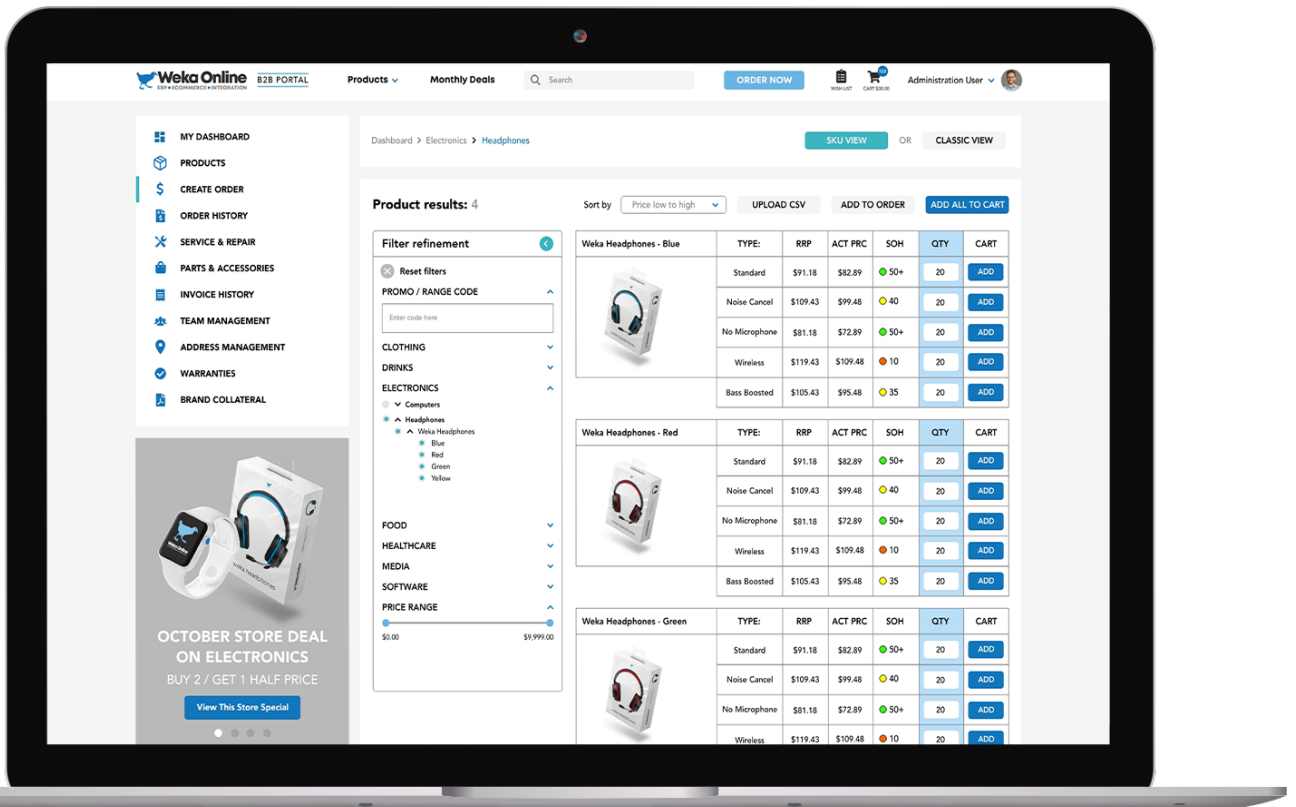 Weka Online
ERP • ECOMMERCE • INTEGRATION
B2B PORTAL
Products
Monthly Deals
Search
ORDER NOW
WISH LIST
CART $30.00
Administration User
MY DASHBOARD
PRODUCTS
CREATE ORDER
ORDER HISTORY
SERVICE & REPAIR
PARTS & ACCESSORIES
INVOICE HISTORY
TEAM MANAGEMENT
ADDRESS MANAGEMENT
WARRANTIES
BRAND COLLATERAL
Weka Online
weka headphones
OCTOBER STORE DEAL
ON ELECTRONICS
BUY 2 / GET 1 HALF PRICE
View This Store Special
Dashboard > Electronics > Headphones
SKU VIEW
OR
CLASSIC VIEW
Product results: 4
Sort by
Price low to high
UPLOAD CSV
ADD TO ORDER
ADD ALL TO CART
Filter refinement
Reset filters
PROMO / RANGE CODE
Enter code here
CLOTHING
DRINKS
ELECTRONICS
Computers
Headphones
Weka Headphones
Blue
Red
Green
Yellow
FOOD
HEALTHCARE
MEDIA
SOFTWARE
PRICE RANGE
$0.00 $9,999.00
Weka Headphones - Blue TYPE: RRP ACT PRC SOH QTY CART
Standard $91.18 $82.89 50+ 20 ADD
Noise Cancel $109.43 $99.48 40 20 ADD
No Microphone $81.18 $72.89 50+ 20 ADD
Wireless $119.43 $109.48 10 20 ADD
Bass Boosted $105.43 $95.48 35 20 ADD
Weka Headphones - Red TYPE: RRP ACT PRC SOH QTY CART
Standard $91.18 $82.89 50+ 20 ADD
Noise Cancel $109.43 $99.48 40 20 ADD
No Microphone $81.18 $72.89 50+ 20 ADD
Wireless $119.43 $109.48 10 20 ADD
Bass Boosted $105.43 $95.48 35 20 ADD
Weka Headphones - Green TYPE: RRP ACT PRC SOH QTY CART
Standard $91.18 $82.89 50+ 20 ADD
Noise Cancel $109.43 $99.48 40 20 ADD
No Microphone $81.18 $72.89 50+ 20 ADD
Wireless $119.43 $109.48 10 20 ADD